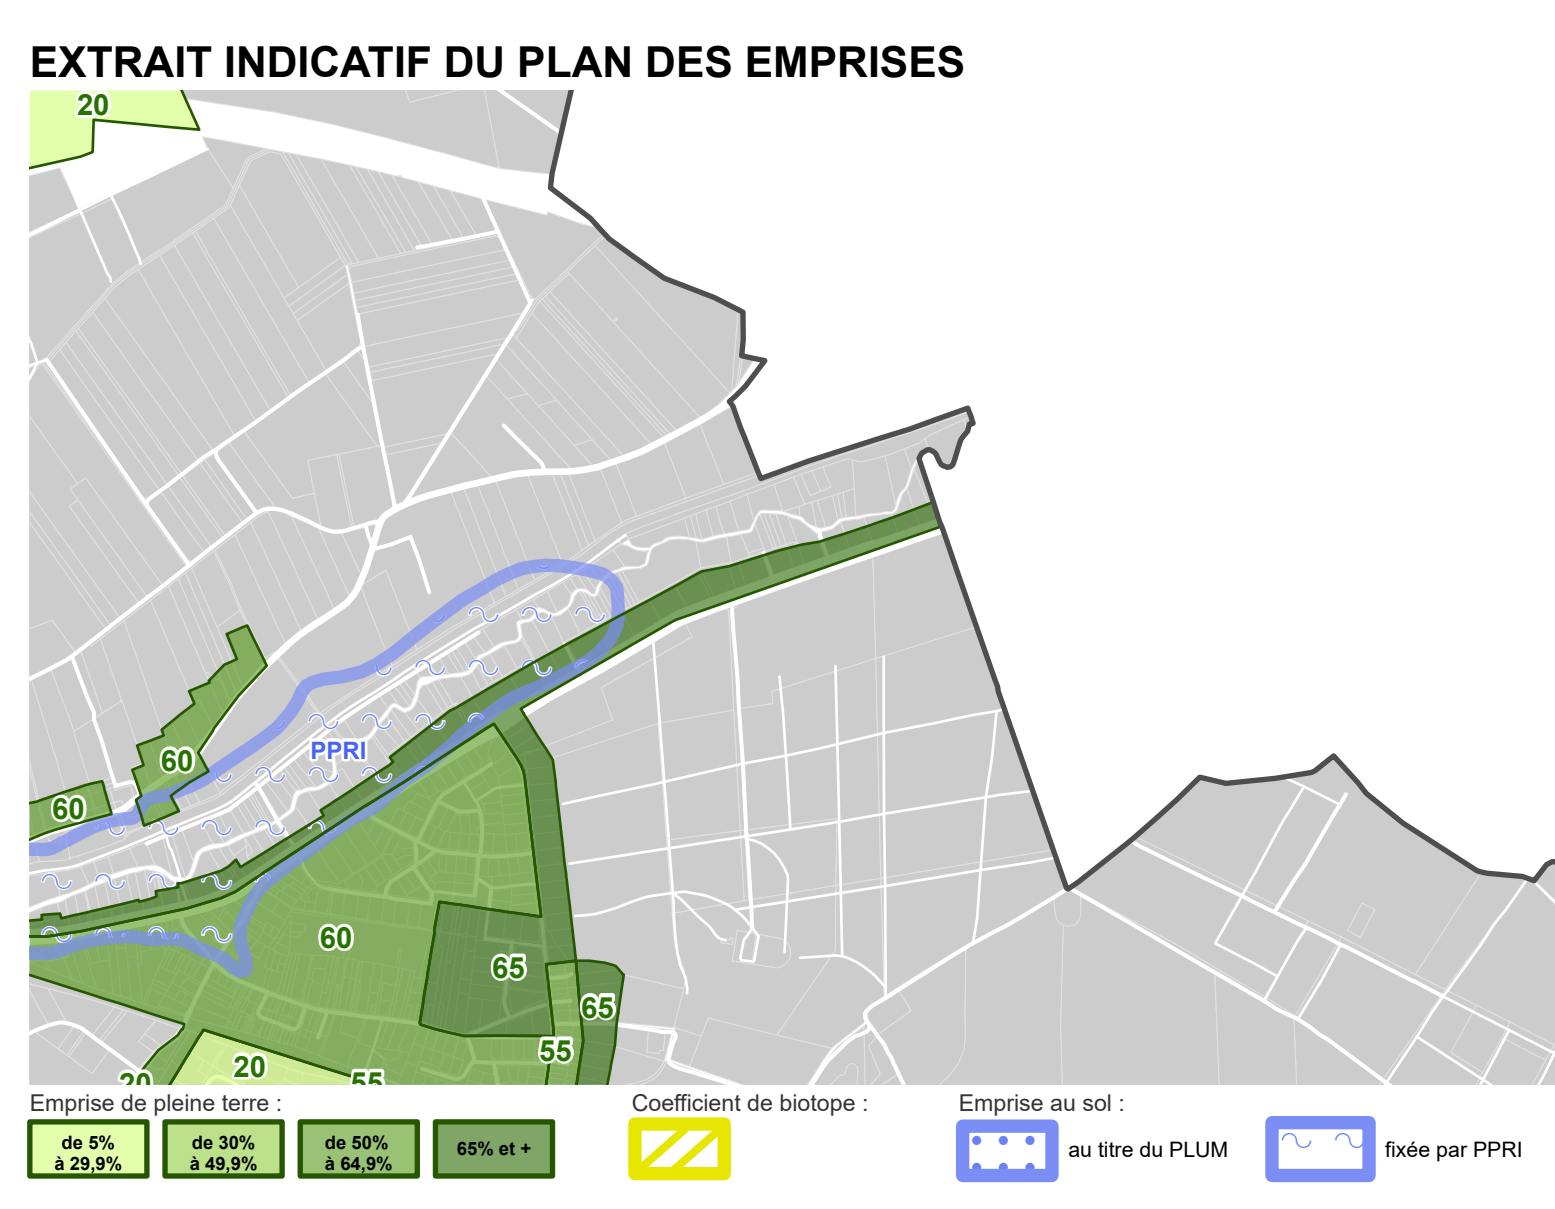 EXTRAIT INDICATIF DU PLAN DES EMPRISES
20
60
PPRI
60
60
65
65
55
20
20
55
Emprise de pleine terre :
de 5%
à 29,9%
de 30%
à 49,9%
de 50%
à 64,9%
65% et +
Coefficient de biotope :
Emprise au sol :
au titre du PLUM
fixée par PPRI